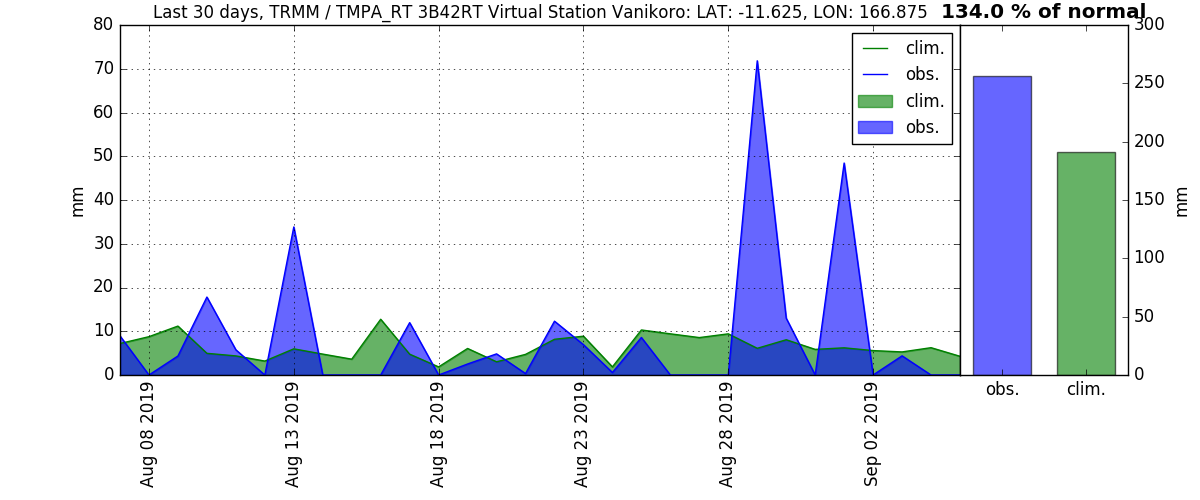 Last 30 days, TRMM / TMPA_RT 3B42RT Virtual Station Vanikoro: LAT: -11.625, LON: 166.875
134.0 % of normal
80
70
60
50
40
30
20
10
0
mm
clim.
obs.
clim.
obs.
Aug 08 2019
Aug 13 2019
Aug 18 2019
Aug 23 2019
Aug 28 2019
Sep 02 2019
300
250
200
150
100
50
0
mm
obs.
clim.